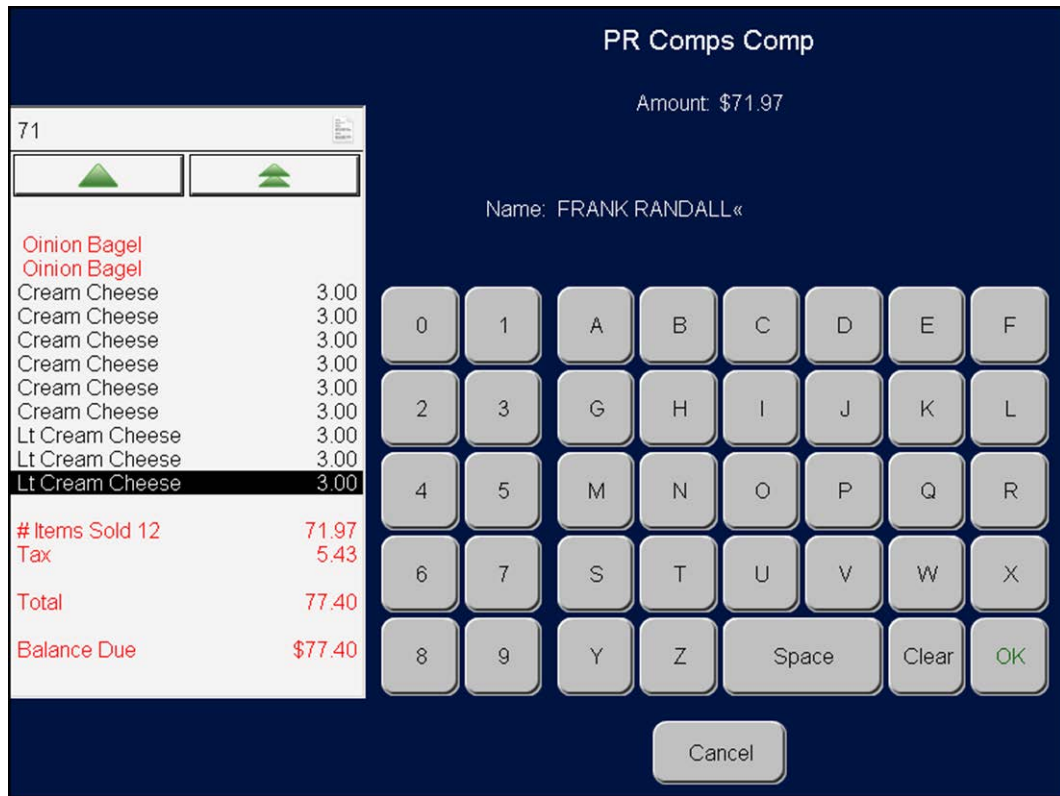 PR Comps Comp
Amount: $71.97
Name: FRANK RANDALL«
71
Oinion Bagel
Oinion Bagel
Cream Cheese 3.00
Cream Cheese 3.00
Cream Cheese 3.00
Cream Cheese 3.00
Cream Cheese 3.00
Cream Cheese 3.00
Lt Cream Cheese 3.00
Lt Cream Cheese 3.00
Lt Cream Cheese 3.00
# Items Sold 12 71.97
Tax 5.43
Total 77.40
Balance Due $77.40
0 1 A B C D E F
2 3 G H I J K L
4 5 M N O P Q R
6 7 S T U V W X
8 9 Y Z Space Clear OK
Cancel